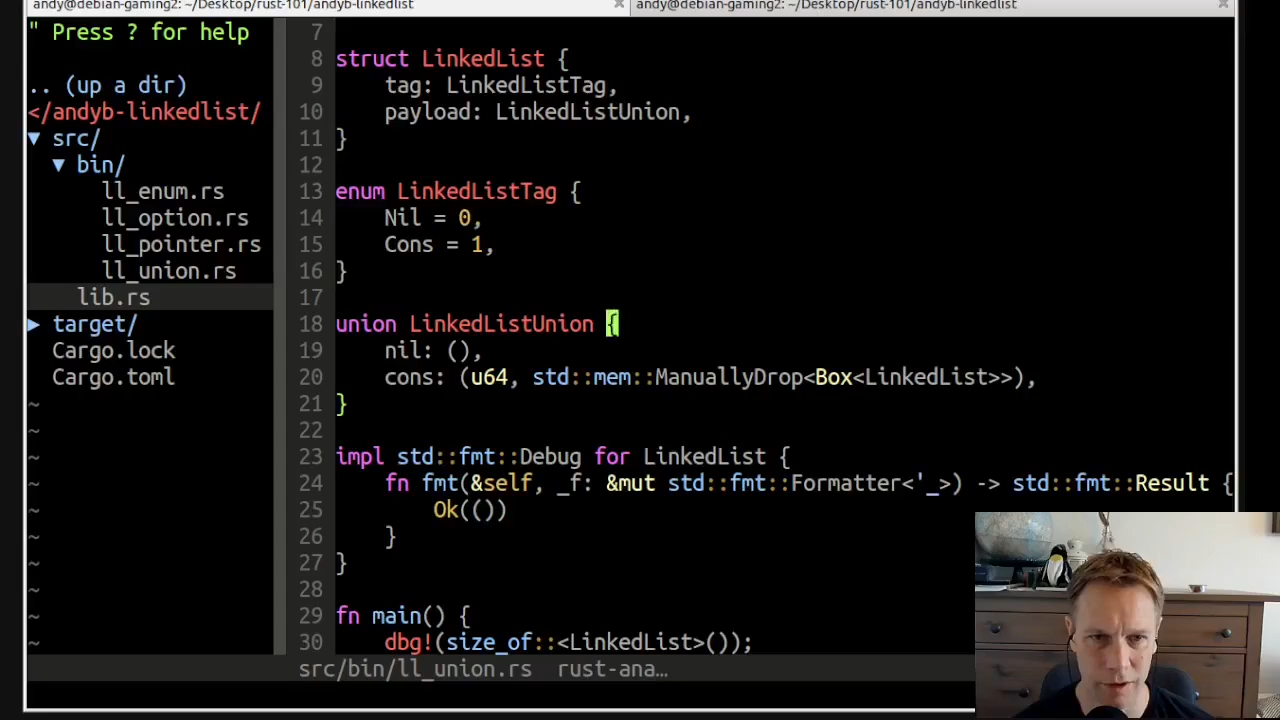 andy@debian-gaming2: ~/Desktop/rust-101/andyb-linkedlist
andy@debian-gaming2: ~/Desktop/rust-101/andyb-linkedlist
" Press ? for help
.. (up a dir)
</andyb-linkedlist/
▼ src/
▼ bin/
ll_enum.rs
ll_option.rs
ll_pointer.rs
ll_union.rs
lib.rs
▶ target/
Cargo.lock
Cargo.toml
~
~
~
~
~
~
~
~
~
~
7
8 struct LinkedList {
9 tag: LinkedListTag,
10 payload: LinkedListUnion,
11 }
12
13 enum LinkedListTag {
14 Nil = 0,
15 Cons = 1,
16 }
17
18 union LinkedListUnion {
19 nil: (),
20 cons: (u64, std::mem::ManuallyDrop<Box<LinkedList>>),
21 }
22
23 impl std::fmt::Debug for LinkedList {
24 fn fmt(&self, _f: &mut std::fmt::Formatter<'_>) -> std::fmt::Result {
25 Ok(())
26 }
27 }
28
29 fn main() {
30 dbg!(size_of::<LinkedList>());
src/bin/ll_union.rs rust-ana…